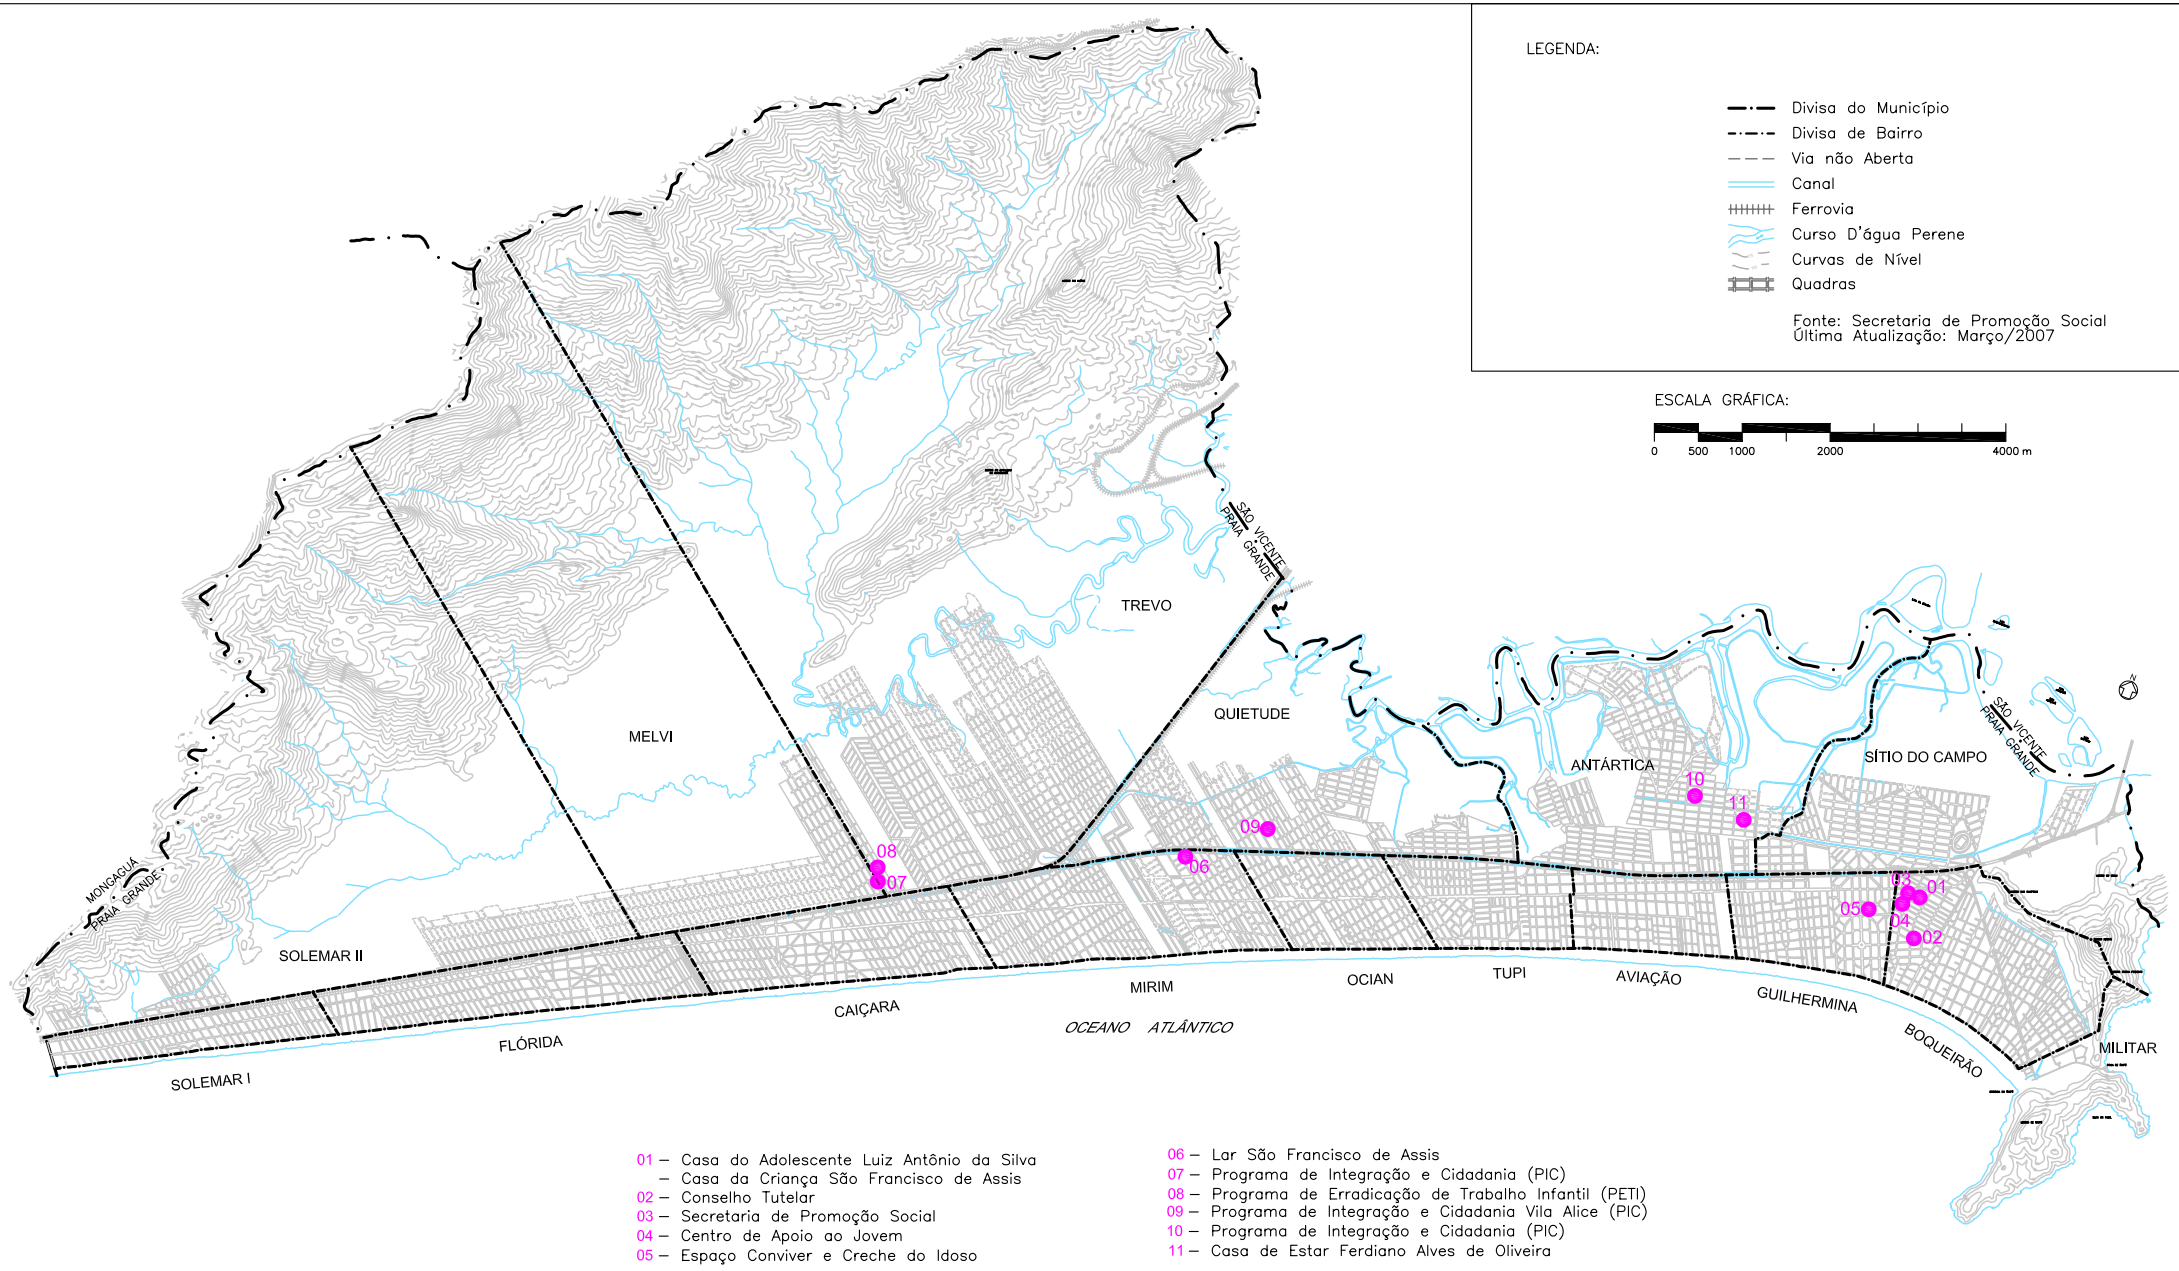 LEGENDA:
Divisa do Município
Divisa de Bairro
Via não Aberta
Canal
Ferrovia
Curso D'água Perene
Curvas de Nível
Quadras
Fonte: Secretaria de Promoção Social
Última Atualização: Março/2007
ESCALA GRÁFICA:
0 500 1000 2000 4000 m
SÃO VICENTE
PRAIA GRANDE
TREVO
QUIETUDE
MELVI
N
SÃO VICENTE
PRAIA GRANDE
ANTÁRTICA
SÍTIO DO CAMPO
10
11
09
06
08
07
03
01
05
04
02
MONGAGUÁ
PRAIA GRANDE
SOLEMAR II
SOLEMAR I
FLÓRIDA
CAIÇARA
MIRIM
OCIAN
TUPI
AVIAÇÃO
GUILHERMINA
BOQUEIRÃO
MILITAR
OCEANO ATLÂNTICO
01 – Casa do Adolescente Luiz Antônio da Silva
– Casa da Criança São Francisco de Assis
02 – Conselho Tutelar
03 – Secretaria de Promoção Social
04 – Centro de Apoio ao Jovem
05 – Espaço Conviver e Creche do Idoso
06 – Lar São Francisco de Assis
07 – Programa de Integração e Cidadania (PIC)
08 – Programa de Erradicação de Trabalho Infantil (PETI)
09 – Programa de Integração e Cidadania Vila Alice (PIC)
10 – Programa de Integração e Cidadania (PIC)
11 – Casa de Estar Ferdiano Alves de Oliveira